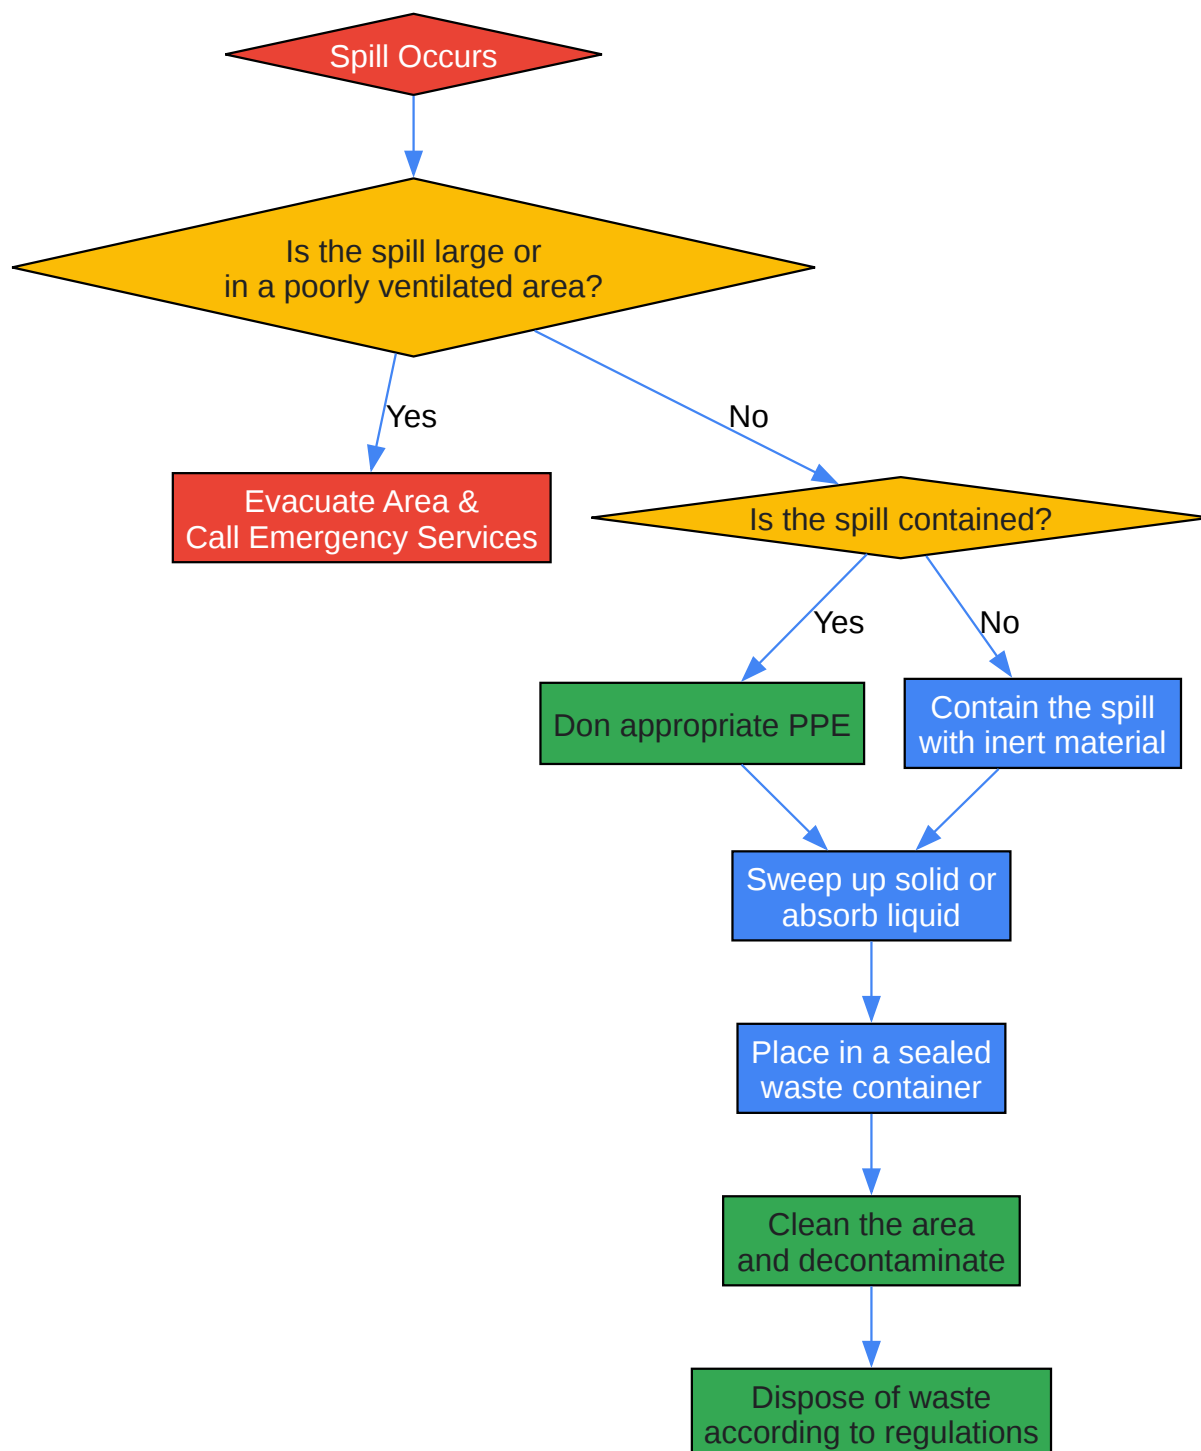 Spill Occurs
Is the spill large or
in a poorly ventilated area?
Yes
No
Evacuate Area &
Call Emergency Services
Is the spill contained?
Yes
No
Don appropriate PPE
Contain the spill
with inert material
Sweep up solid or
absorb liquid
Place in a sealed
waste container
Clean the area
and decontaminate
Dispose of waste
according to regulations